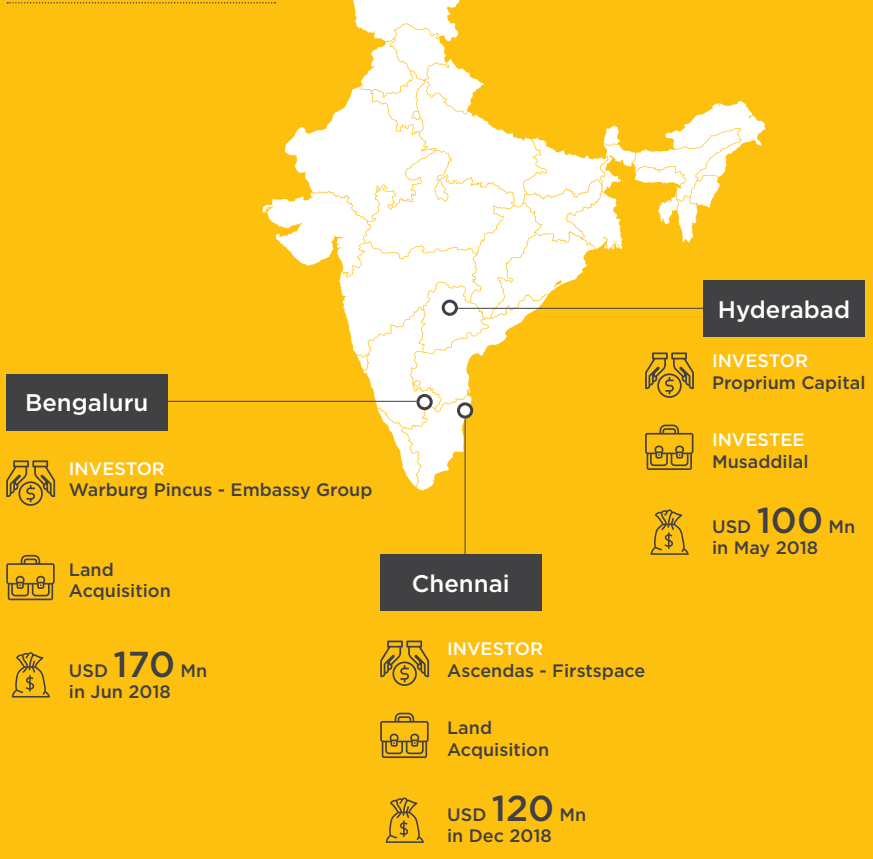 Hyderabad
INVESTOR
Proprium Capital
INVESTEE
Musaddilal
USD 100 Mn
in May 2018
Bengaluru
INVESTOR
Warburg Pincus - Embassy Group
Land
Acquisition
USD 170 Mn
in Jun 2018
Chennai
INVESTOR
Ascendas - Firstspace
Land
Acquisition
USD 120 Mn
in Dec 2018